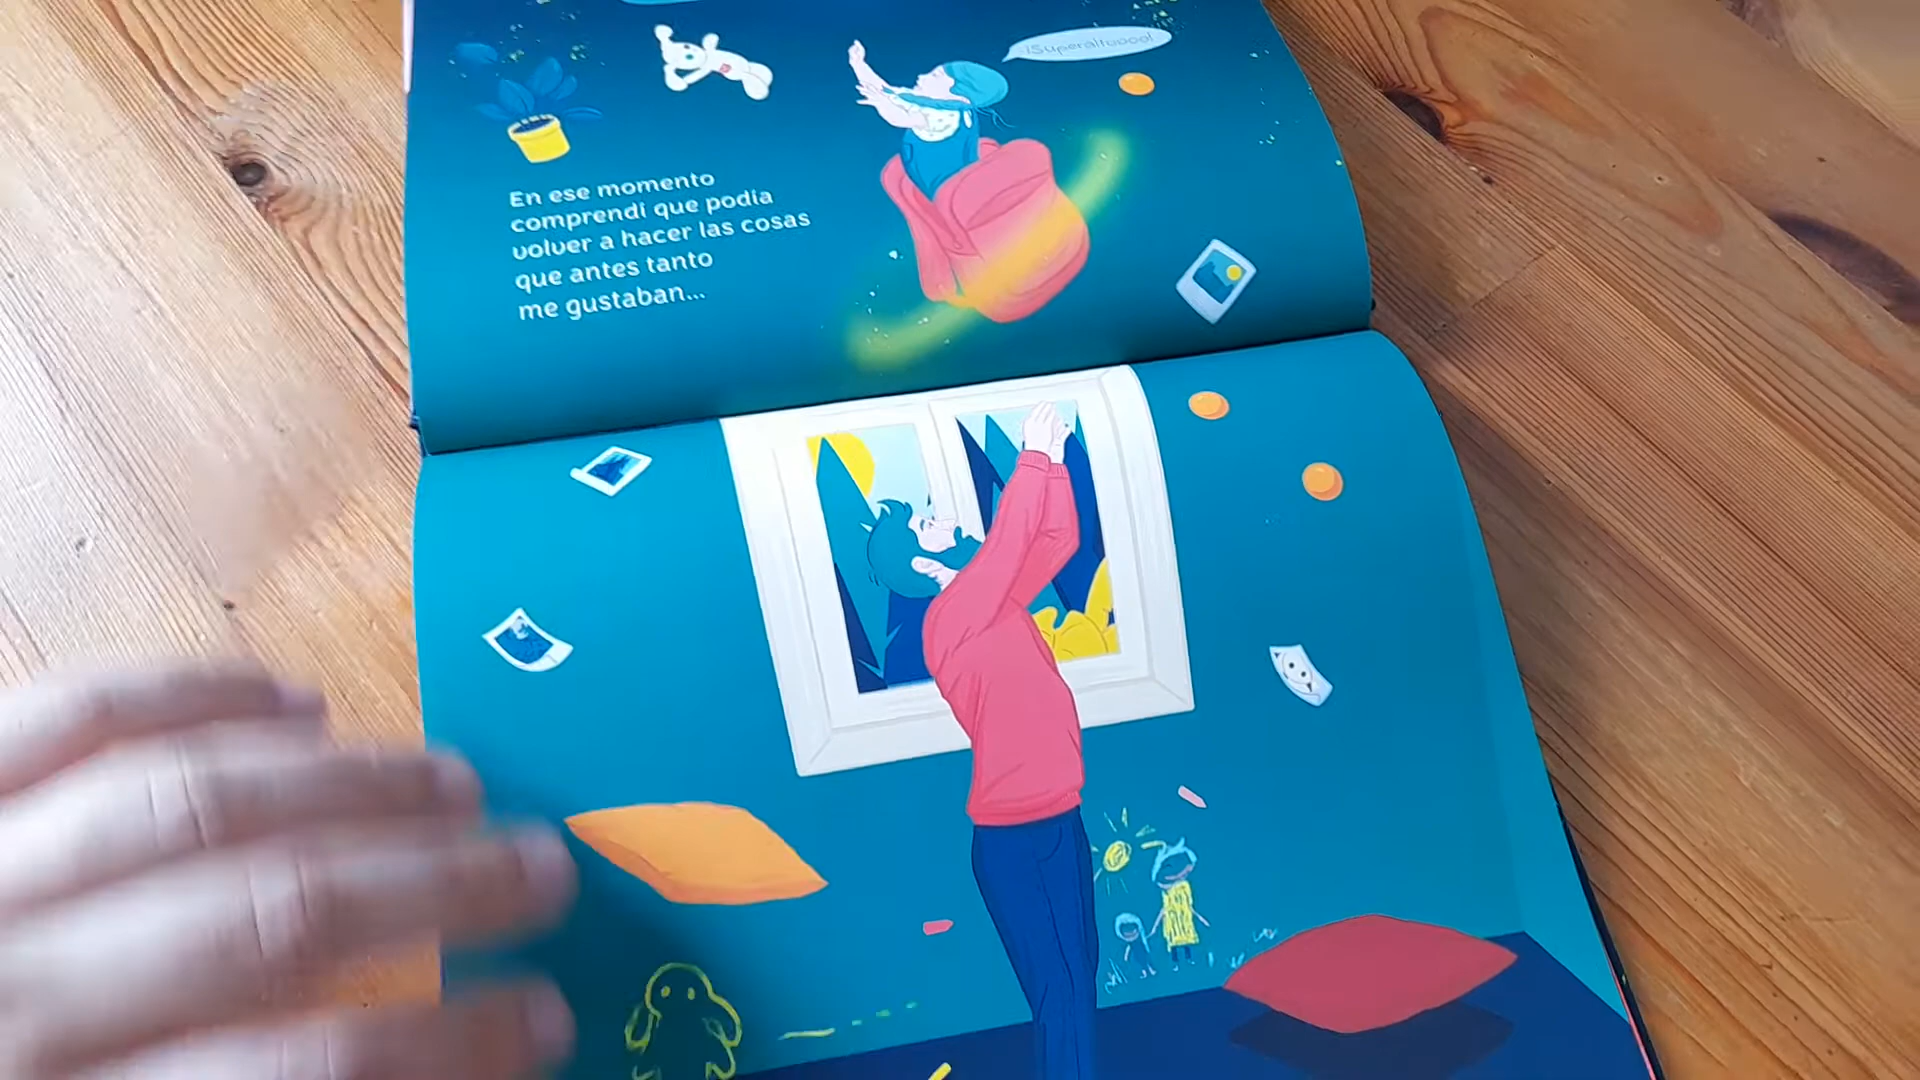 ¡Superaltoooo!
En ese momento
comprendí que podía
volver a hacer las cosas
que antes tanto
me gustaban...